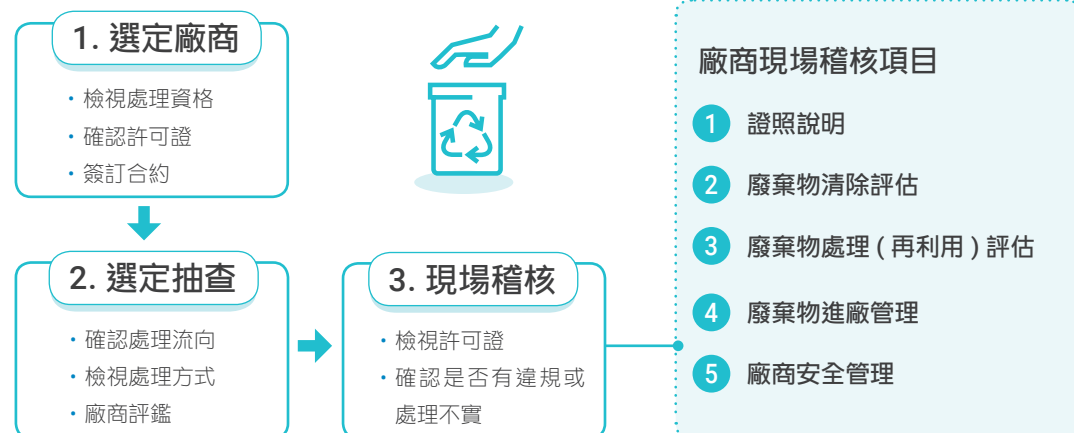 1. 選定廠商
・檢視處理資格
・確認許可證
・簽訂合約
2. 選定抽查
・確認處理流向
・檢視處理方式
・廠商評鑑
3. 現場稽核
・檢視許可證
・確認是否有違規或
處理不實
廠商現場稽核項目
1 證照說明
2 廢棄物清除評估
3 廢棄物處理 ( 再利用 ) 評估
4 廢棄物進廠管理
5 廠商安全管理